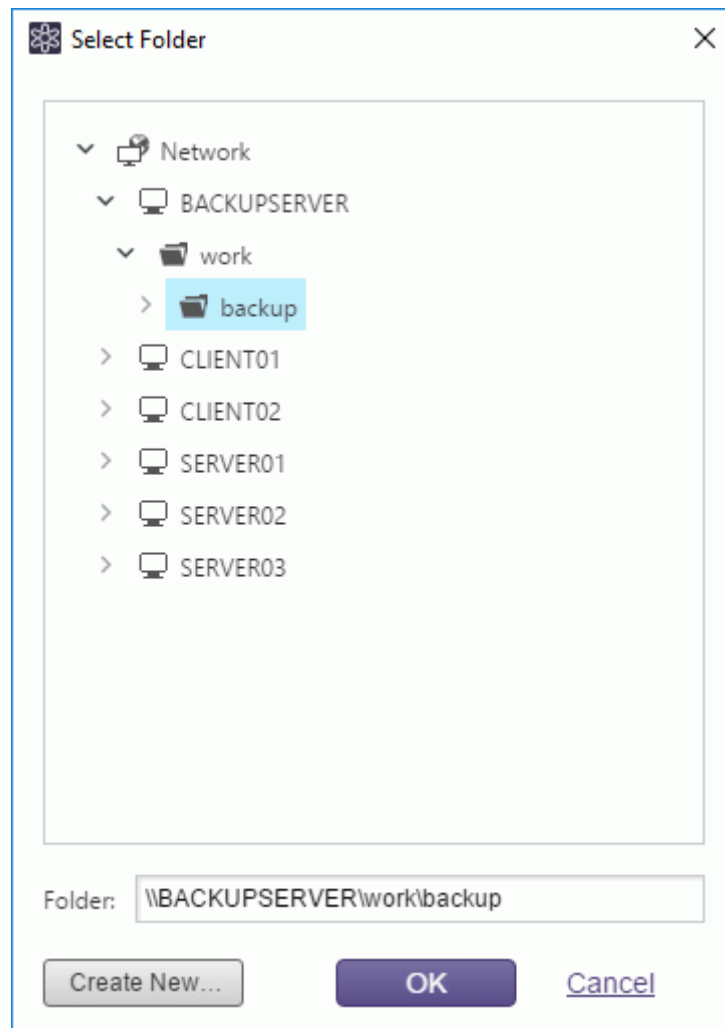 Select Folder
Network
BACKUPSERVER
work
backup
CLIENT01
CLIENT02
SERVER01
SERVER02
SERVER03
Folder: \\BACKUPSERVER\work\backup
Create New... OK Cancel